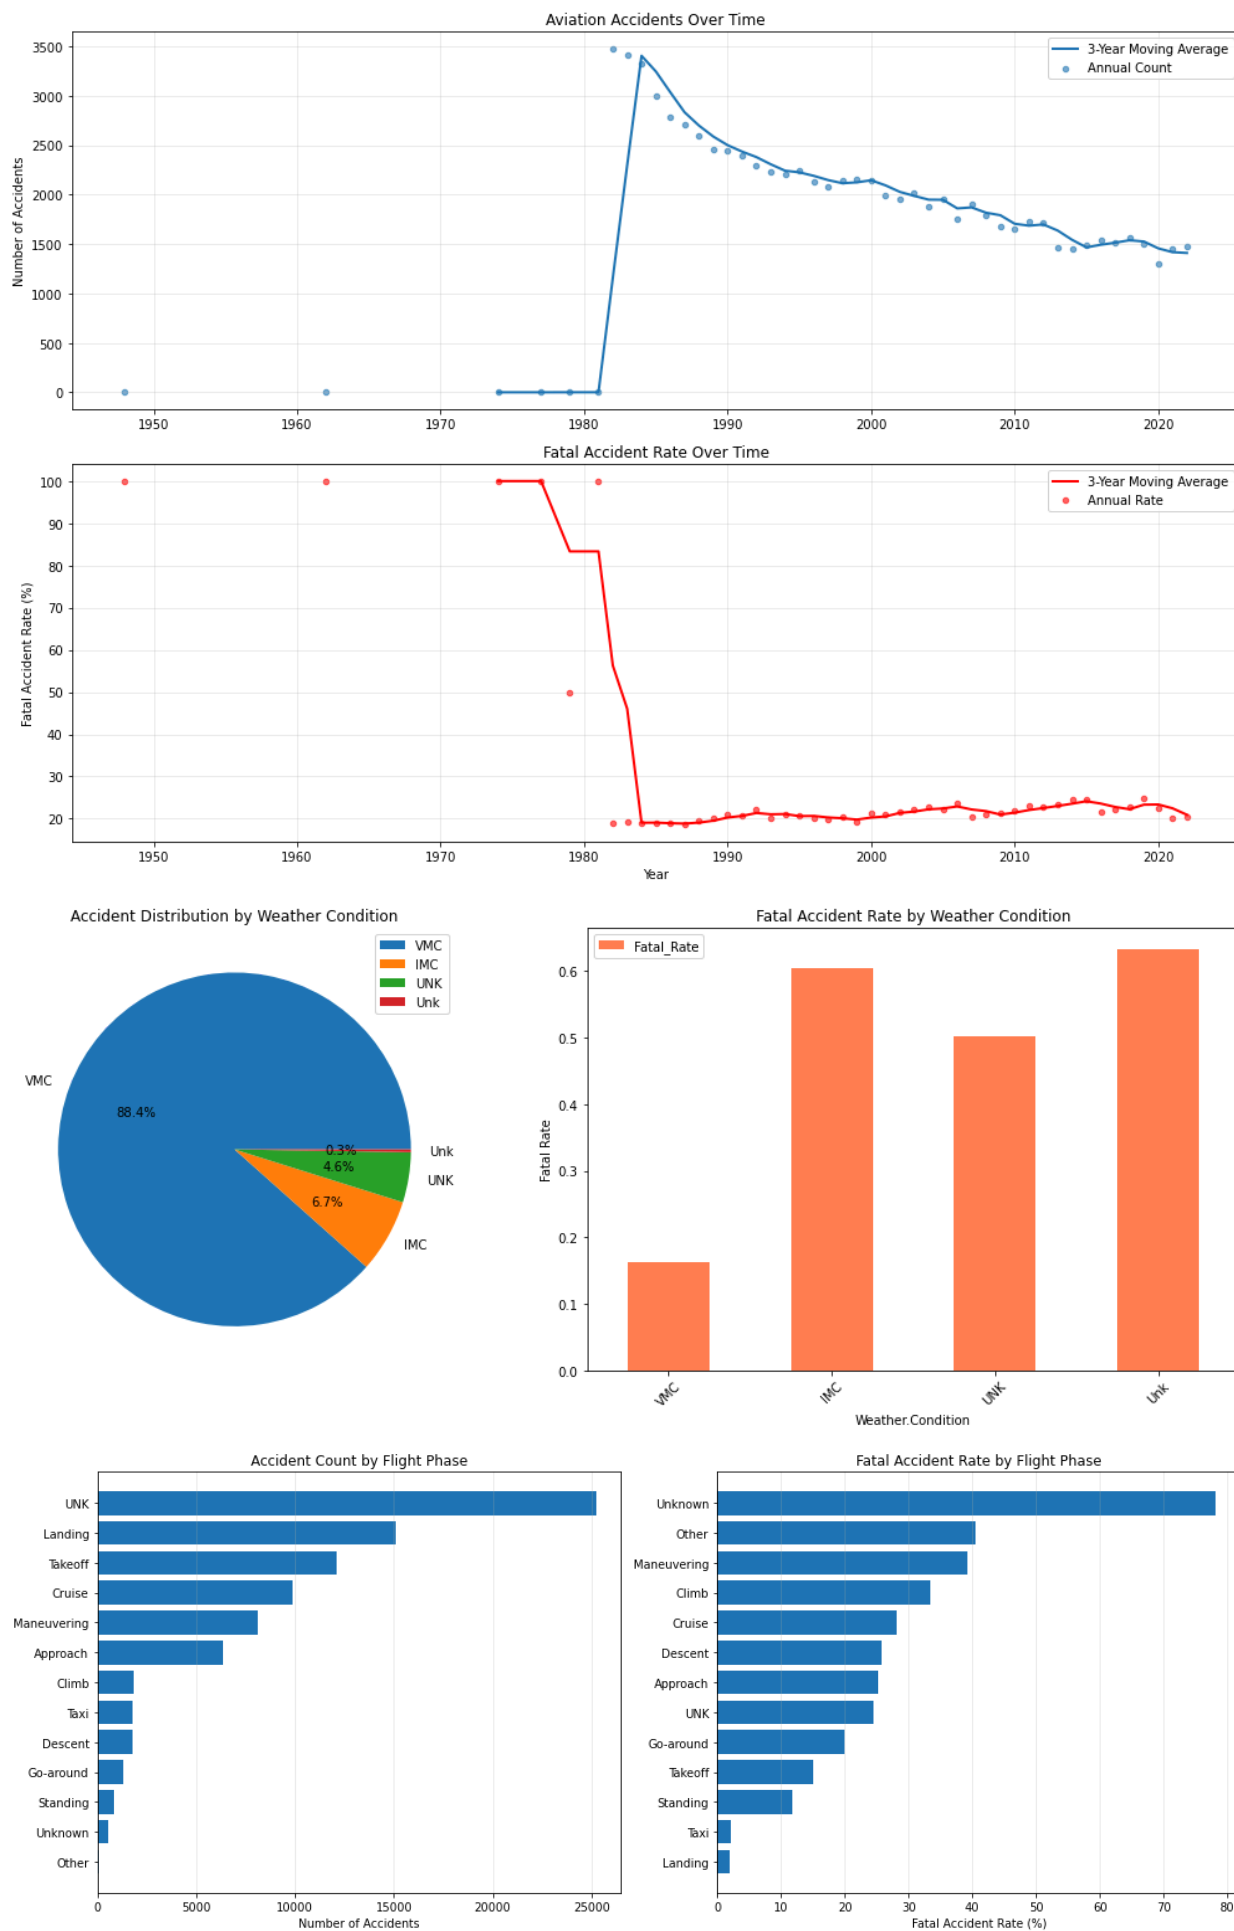 Aviation Accidents Over Time
3-Year Moving Average
Annual Count
Number of Accidents
3500
3000
2500
2000
1500
1000
500
0
1950 1960 1970 1980 1990 2000 2010 2020
Fatal Accident Rate Over Time
3-Year Moving Average
Annual Rate
Fatal Accident Rate (%)
100
90
80
70
60
50
40
30
20
1950 1960 1970 1980 1990 2000 2010 2020
Year
Accident Distribution by Weather Condition
VMC
IMC
UNK
Unk
VMC
88.4%
0.3%
Unk
4.6%
UNK
6.7%
IMC
Fatal Accident Rate by Weather Condition
Fatal_Rate
Fatal Rate
0.6
0.5
0.4
0.3
0.2
0.1
0.0
VMC IMC UNK Unk
Weather.Condition
Accident Count by Flight Phase
UNK
Landing
Takeoff
Cruise
Maneuvering
Approach
Climb
Taxi
Descent
Go-around
Standing
Unknown
Other
0 5000 10000 15000 20000 25000
Number of Accidents
Fatal Accident Rate by Flight Phase
Unknown
Other
Maneuvering
Climb
Cruise
Descent
Approach
UNK
Go-around
Takeoff
Standing
Taxi
Landing
0 10 20 30 40 50 60 70 80
Fatal Accident Rate (%)